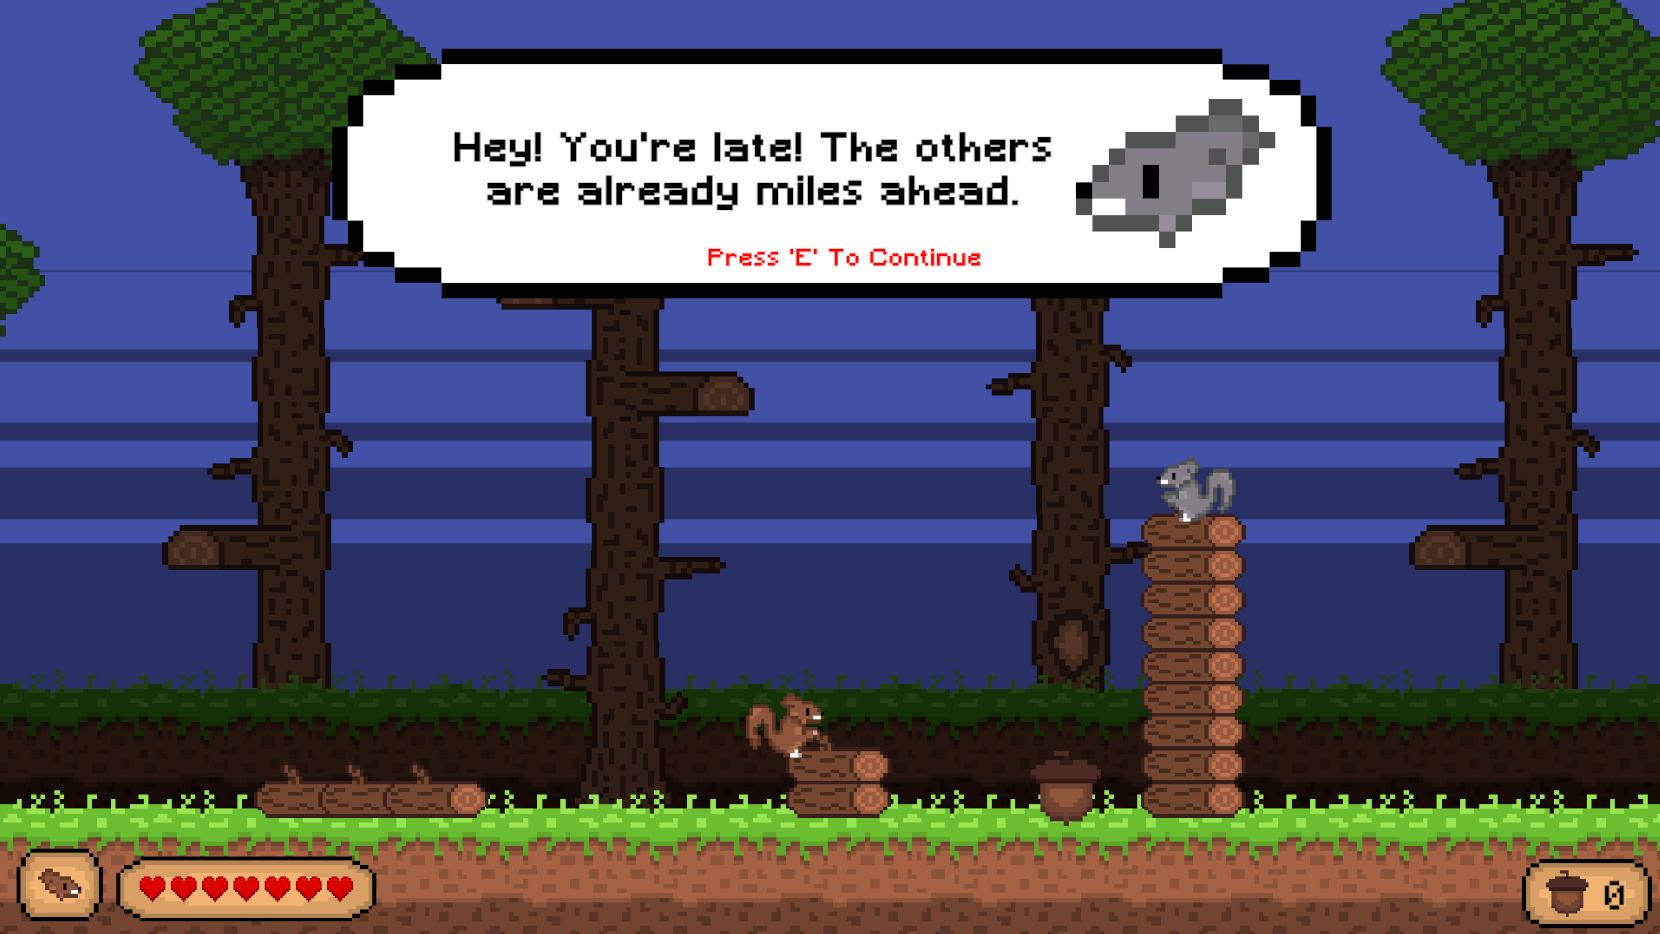 Hey! You're late! The others
are already miles ahead.
Press 'E' To Continue
0